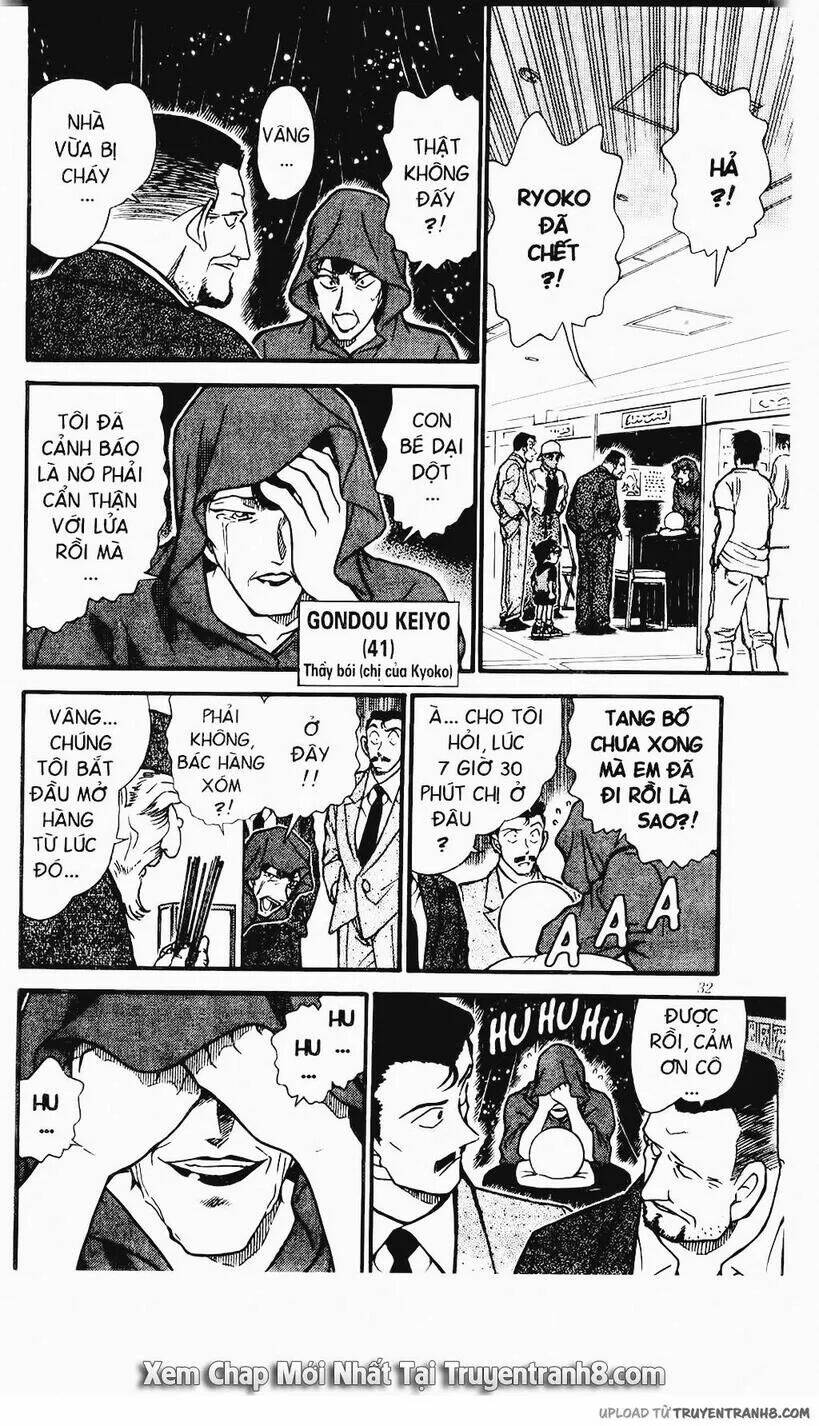 HẢ
?!
RYOKO
ĐÃ
CHẾT
?!
THẬT
KHÔNG
ĐẤY
?!
VÂNG
...
NHÀ
VỪA BỊ
CHÁY
...
CON
BÉ DẠI
DỘT
...
TÔI ĐÃ
CẢNH BÁO
LÀ NÓ PHẢI
CẨN THẬN
VỚI LỬA
RỒI MÀ
...
GONDOU KEIYO
(41)
Thầy bói (chị của Kyoko)
TANG BỐ
CHƯA XONG
MÀ EM ĐÃ
ĐI RỒI LÀ
SAO?!
A A A
À... CHO TÔI
HỎI, LÚC
7 GIỜ 30
PHÚT CHỊ Ở
ĐÂU
?
Ở
ĐÂY
!!
PHẢI
KHÔNG,
BÁC HÀNG
XÓM
?!
VÂNG...
CHÚNG
TÔI BẮT
ĐẦU MỞ
HÀNG
TỪ LÚC
ĐÓ...
32
ĐƯỢC
RỒI, CẢM
ƠN CÔ
...
HU HU HU
HU
...
HU
...
HU
...
Xem Chap Mới Nhất Tại Truyentranh8.com
UPLOAD TỪ TRUYENTRANH8.COM